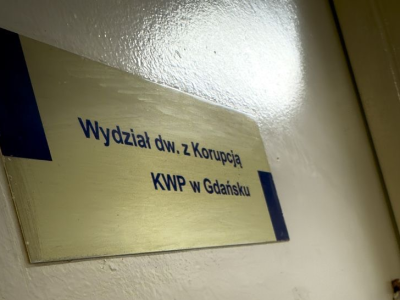 Wydział dw. z Korupcją
KWP w Gdańsku